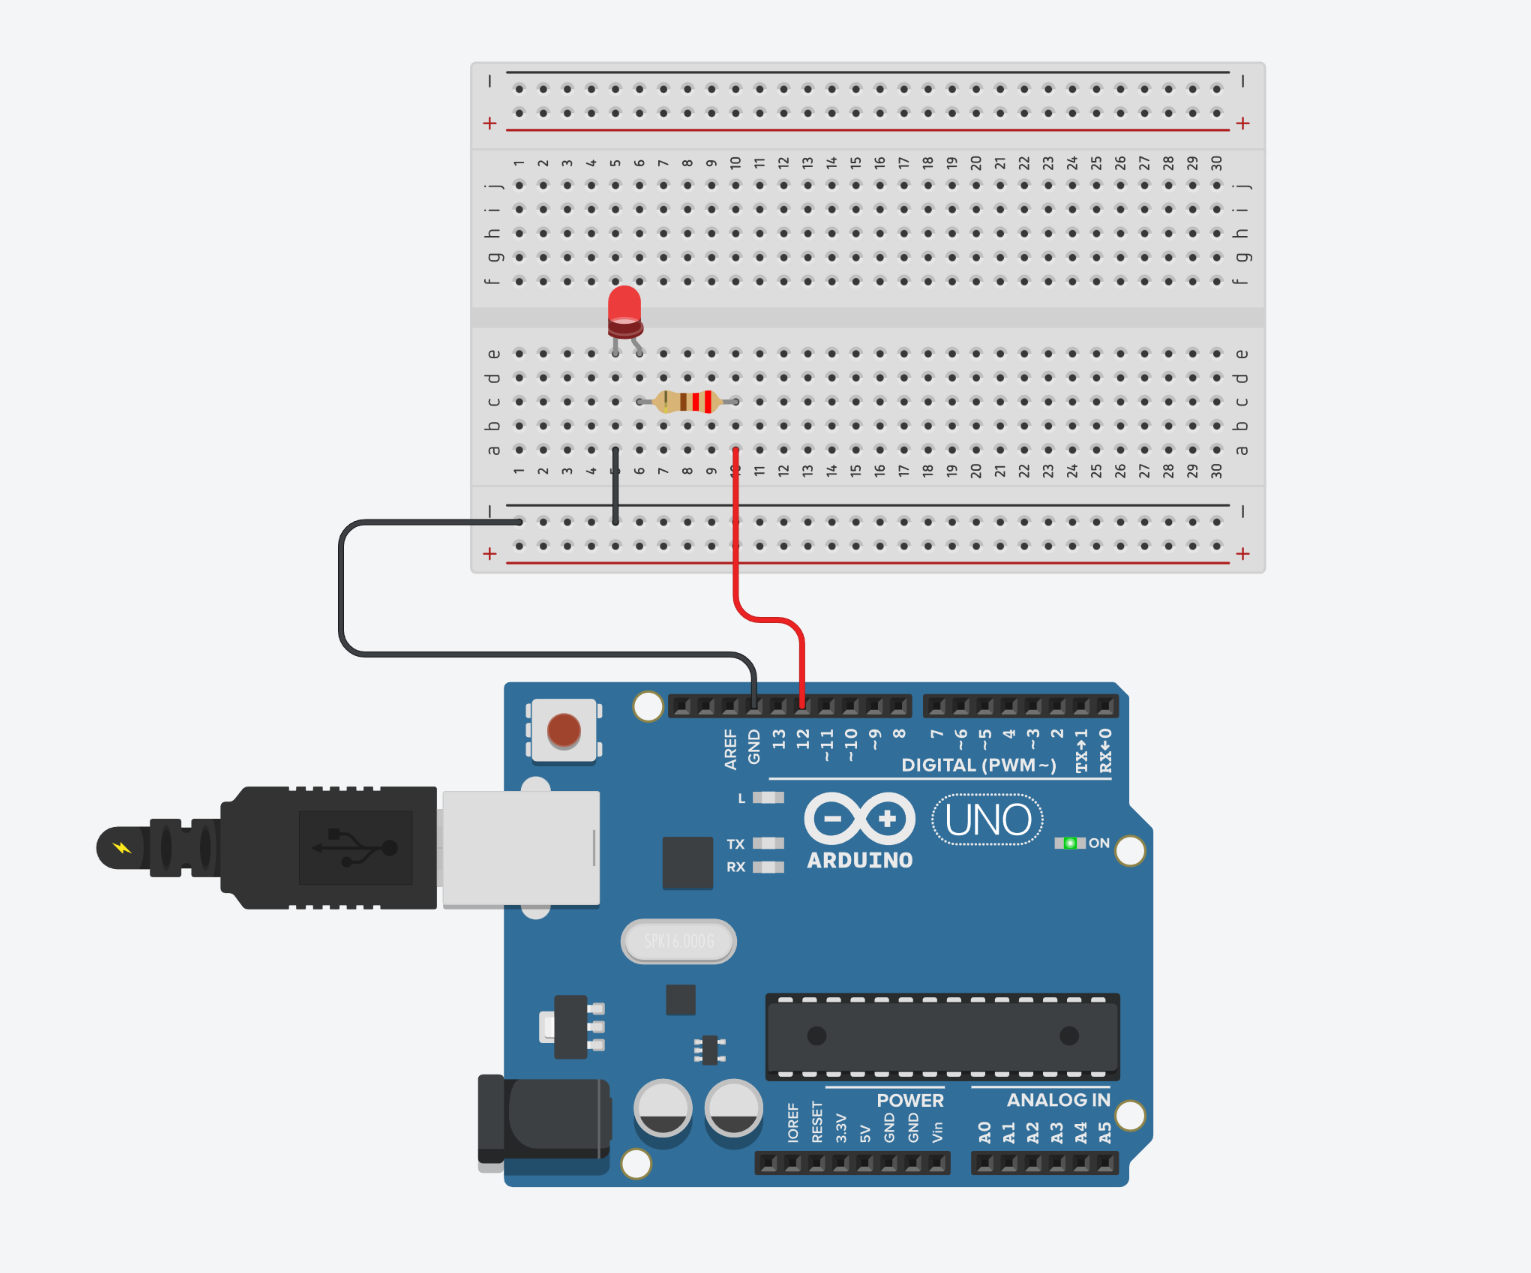 − −
+ +
1 2 3 4 5 6 7 8 9 10 11 12 13 14 15 16 17 18 19 20 21 22 23 24 25 26 27 28 29 30
j j
i i
h h
g g
f f
e e
d d
c c
b b
a a
1 2 3 4 6 7 8 9 11 12 13 14 15 16 17 18 19 20 21 22 23 24 25 26 27 28 29 30
− −
+ +
AREF GND 13 12 ~11 ~10 ~9 8 7 ~6 ~5 4 ~3 2 TX→1 RX←0
DIGITAL (PWM~)
L
UNO
TX
ON
RX
ARDUINO
SPK16.000G
POWER ANALOG IN
IOREF RESET 3.3V 5V GND GND Vin A0 A1 A2 A3 A4 A5